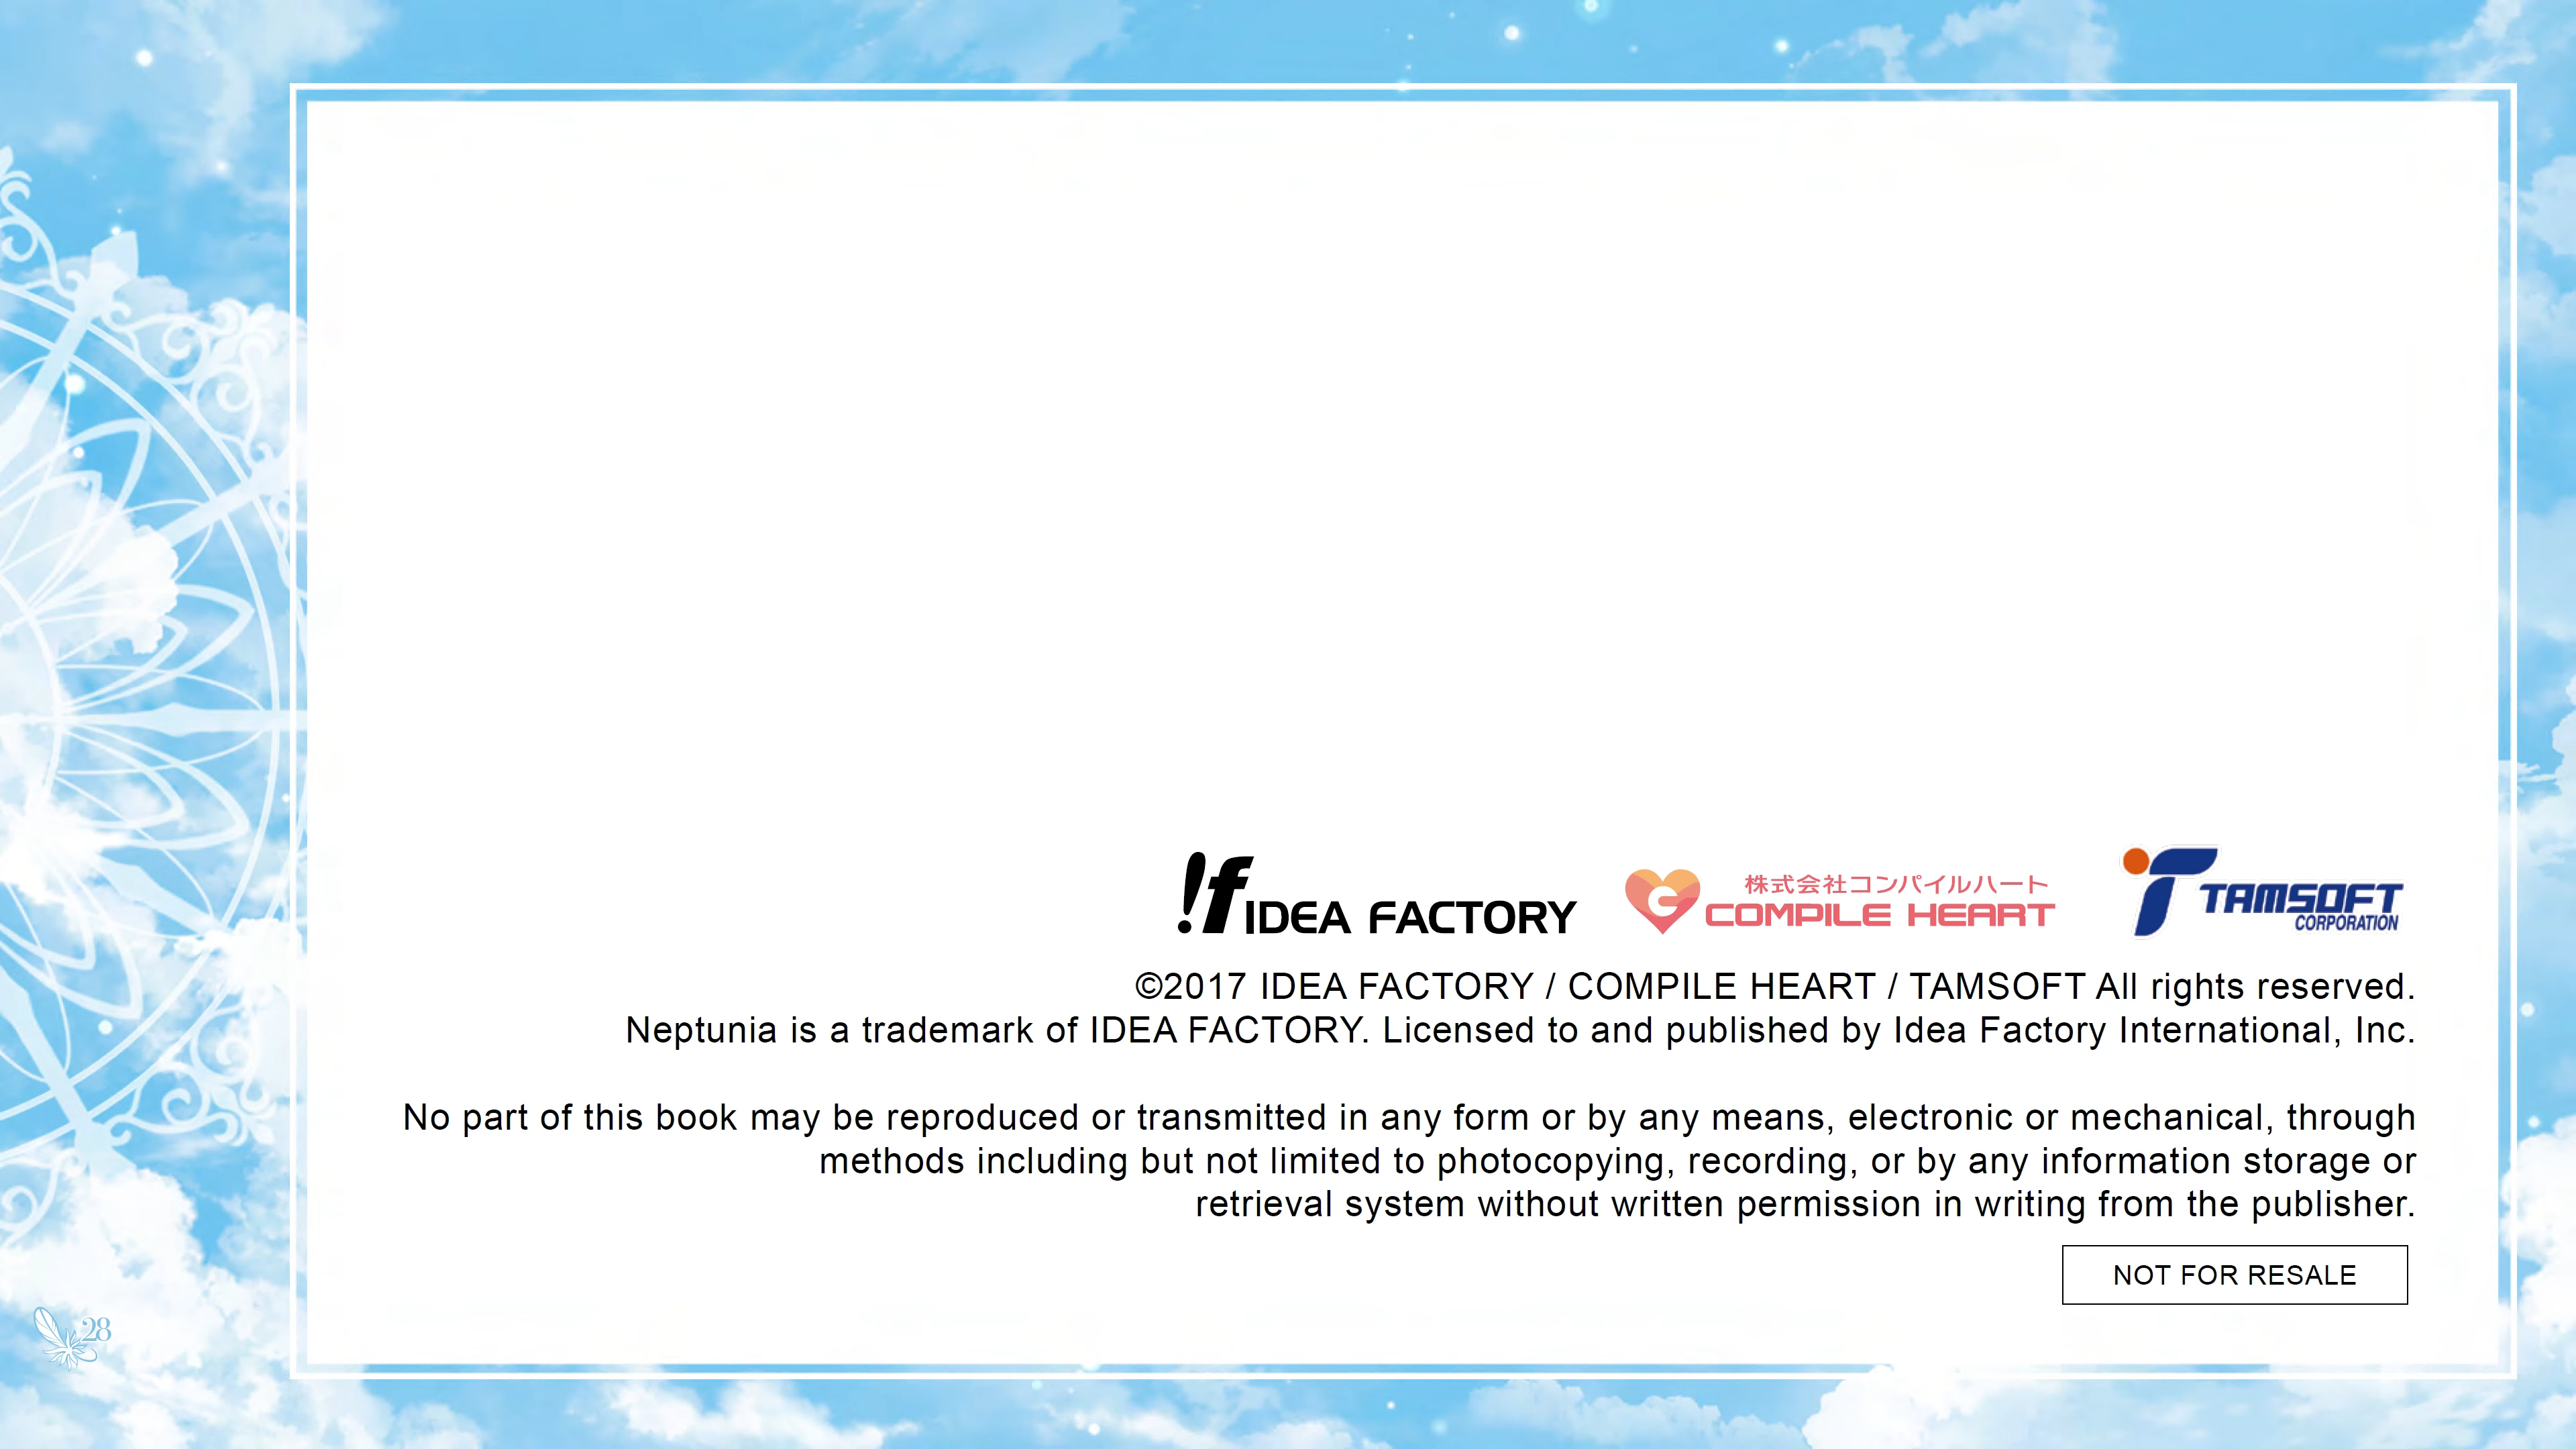 !f IDEA FACTORY
株式会社コンパイルハート
COMPILE HEART
TAMSOFT
CORPORATION
©2017 IDEA FACTORY / COMPILE HEART / TAMSOFT All rights reserved.
Neptunia is a trademark of IDEA FACTORY. Licensed to and published by Idea Factory International, Inc.
No part of this book may be reproduced or transmitted in any form or by any means, electronic or mechanical, through
methods including but not limited to photocopying, recording, or by any information storage or
retrieval system without written permission in writing from the publisher.
NOT FOR RESALE
28